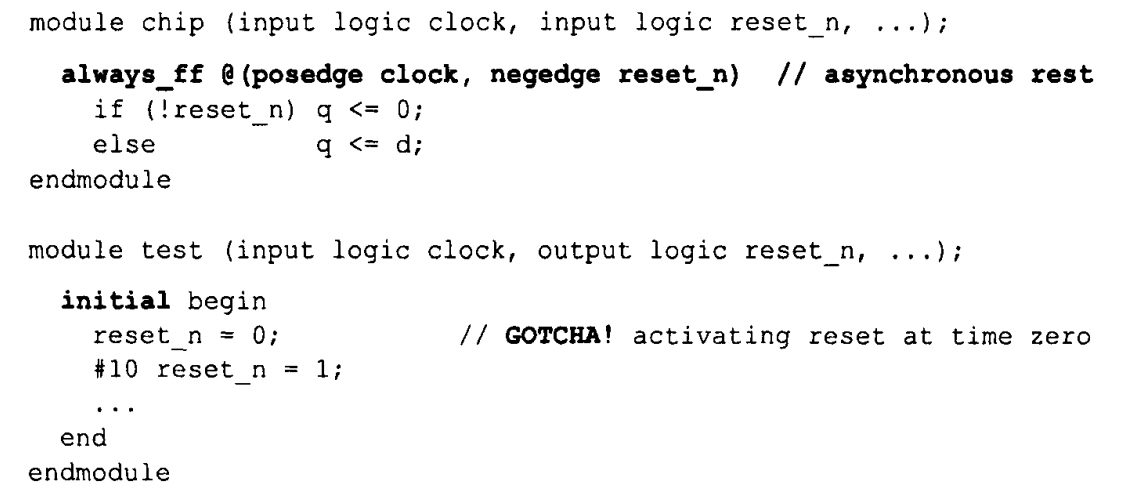 module chip (input logic clock, input logic reset_n, ...);
always_ff @(posedge clock, negedge reset_n) // asynchronous rest
if (!reset_n) q <= 0;
else q <= d;
endmodule
module test (input logic clock, output logic reset_n, ...);
initial begin
reset_n = 0; // GOTCHA! activating reset at time zero
#10 reset_n = 1;
...
end
endmodule